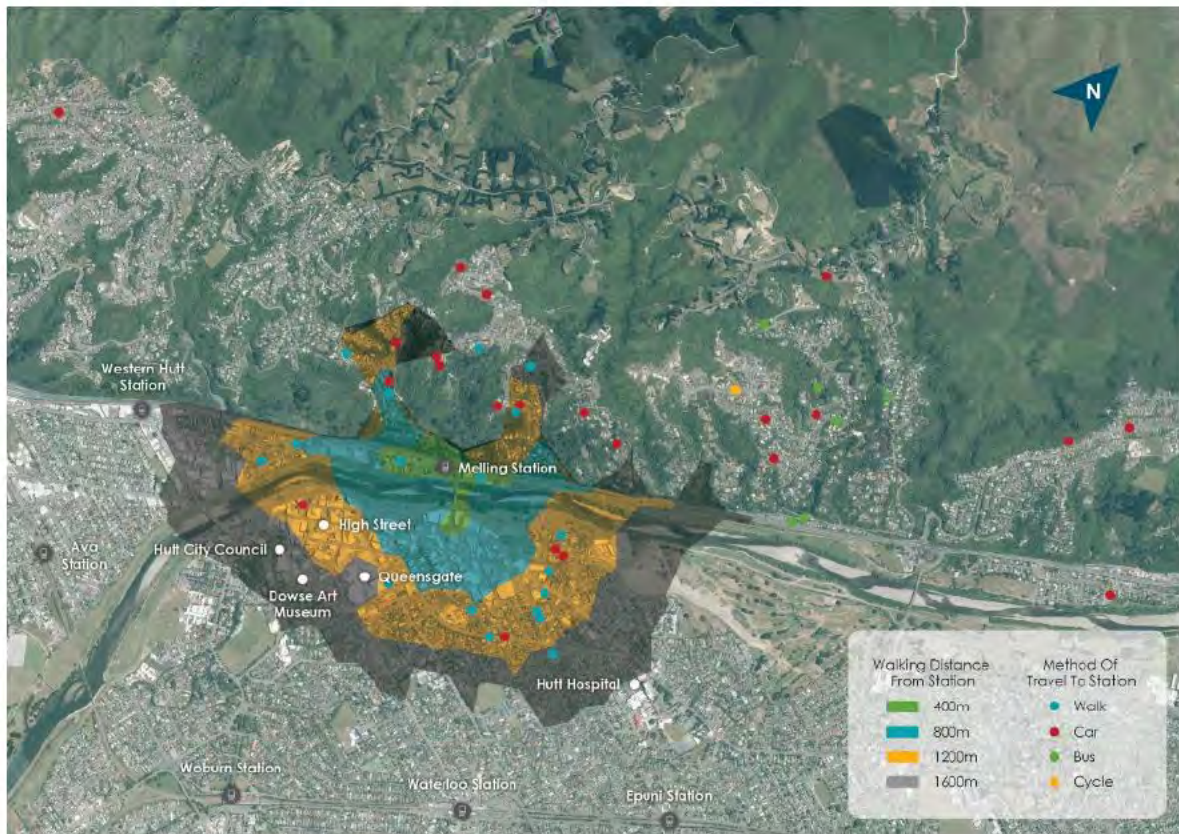 N
Western Hutt
Station
Melling Station
High Street
Ava
Station
Hutt City Council
Queensgate
Dowse Art
Museum
Hutt Hospital
Woburn Station
Waterloo Station
Epuni Station
Walking Distance
From Station
400m
800m
1200m
1600m
Method Of
Travel To Station
Walk
Car
Bus
Cycle